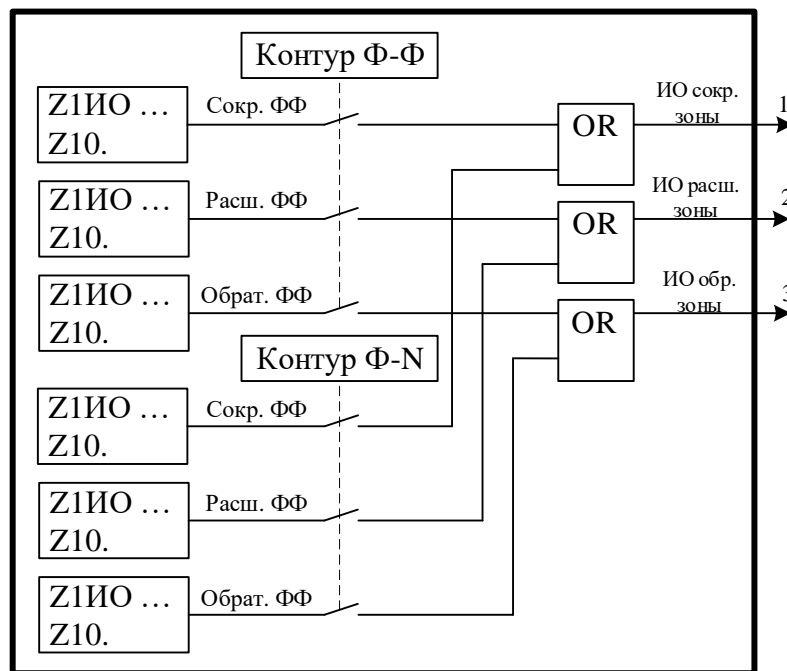 Контур Ф-Ф
Z1ИО ...
Z10.
Сокр. ФФ
OR
ИО сокр.
зоны
1
Z1ИО ...
Z10.
Расш. ФФ
OR
ИО расш.
зоны
2
Z1ИО ...
Z10.
Обрат. ФФ
OR
ИО обр.
зоны
3
Контур Ф-N
Z1ИО ...
Z10.
Сокр. ФФ
Z1ИО ...
Z10.
Расш. ФФ
Z1ИО ...
Z10.
Обрат. ФФ